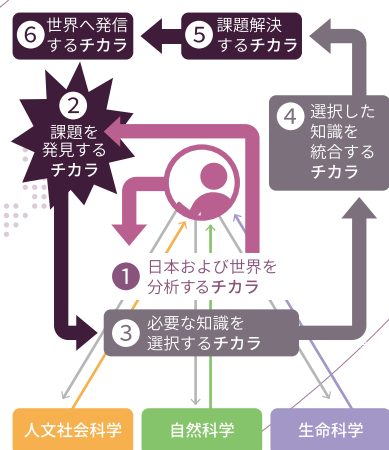 6 世界へ発信
するチカラ
5 課題解決
するチカラ
2
課題を
発見する
チカラ
4 選択した
知識を
統合する
チカラ
1 日本および世界を
分析するチカラ
3 必要な知識を
選択するチカラ
人文社会科学
自然科学
生命科学